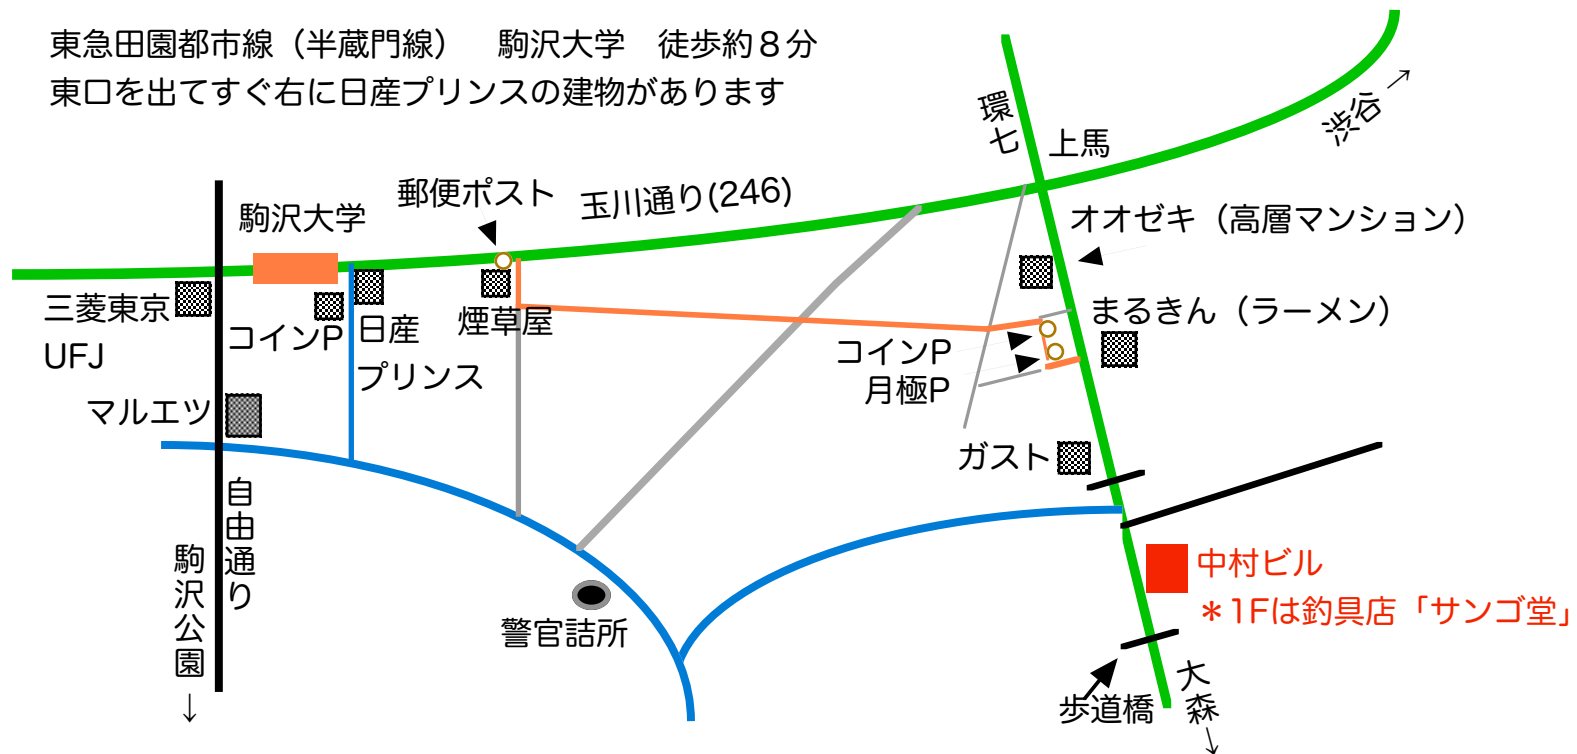 東急田園都市線（半蔵門線）　駒沢大学　徒歩約８分
東口を出てすぐ右に日産プリンスの建物があります
環七
上馬
渋谷→
郵便ポスト
玉川通り(246)
駒沢大学
オオゼキ（高層マンション）
三菱東京
UFJ
コインP
日産
プリンス
煙草屋
まるきん（ラーメン）
コインP
月極P
マルエツ
ガスト
自由通り
駒沢公園↓
中村ビル
＊1Fは釣具店「サンゴ堂」
警官詰所
歩道橋
大森↓